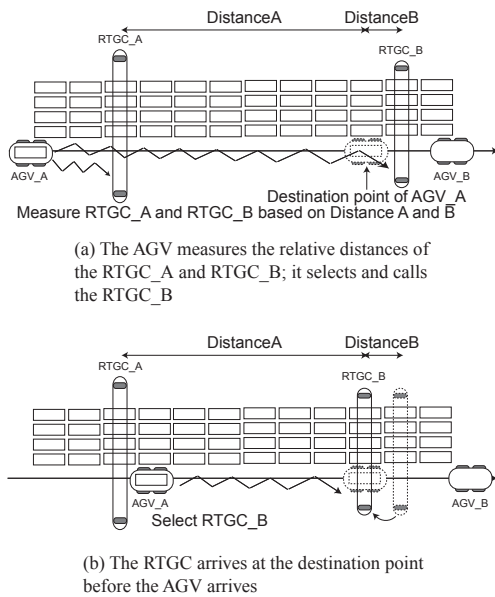 DistanceA
DistanceB
RTGC_A
RTGC_B
AGV_A
AGV_B
Destination point of AGV_A
Measure RTGC_A and RTGC_B based on Distance A and B
(a) The AGV measures the relative distances of
the RTGC_A and RTGC_B; it selects and calls
the RTGC_B
DistanceA
DistanceB
RTGC_A
RTGC_B
AGV_A
AGV_B
Select RTGC_B
(b) The RTGC arrives at the destination point
before the AGV arrives